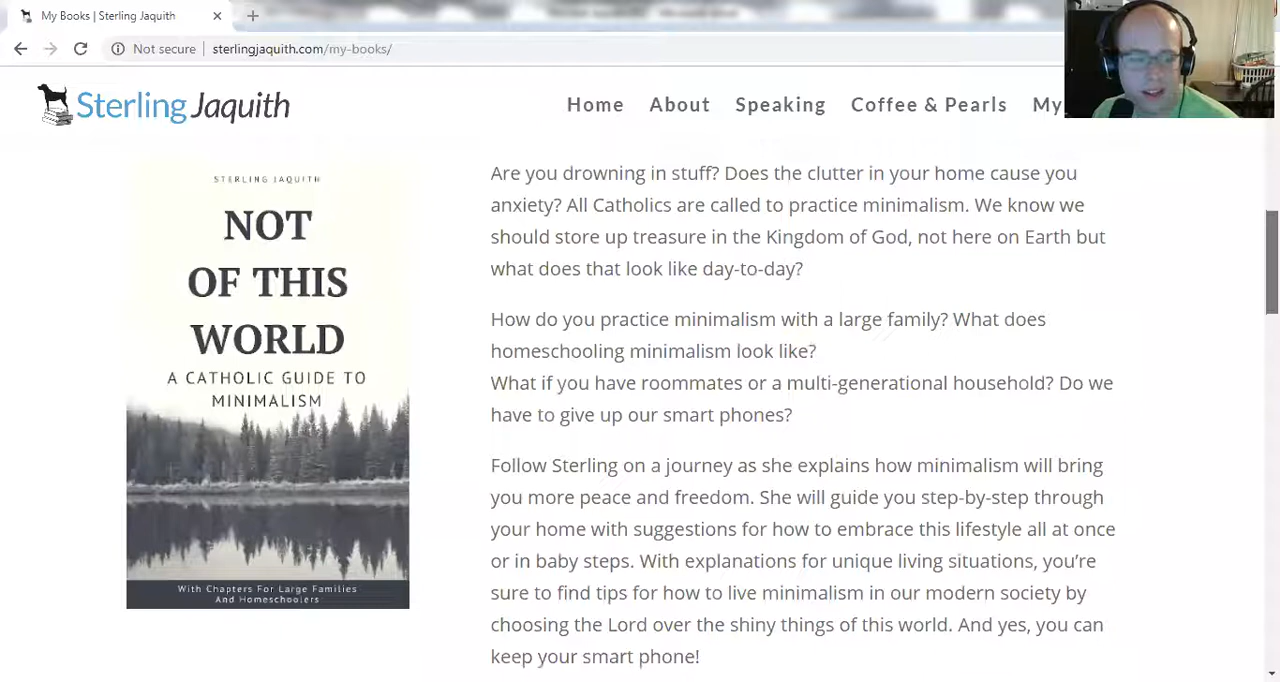 My Books | Sterling Jaquith
Not secure
sterlingjaquith.com/my-books/
Sterling Jaquith
Home About Speaking Coffee & Pearls My
STERLING JAQUITH
NOT
OF THIS
WORLD
A CATHOLIC GUIDE TO
MINIMALISM
With Chapters For Large Families
And Homeschoolers
Are you drowning in stuff? Does the clutter in your home cause you
anxiety? All Catholics are called to practice minimalism. We know we
should store up treasure in the Kingdom of God, not here on Earth but
what does that look like day-to-day?
How do you practice minimalism with a large family? What does
homeschooling minimalism look like?
What if you have roommates or a multi-generational household? Do we
have to give up our smart phones?
Follow Sterling on a journey as she explains how minimalism will bring
you more peace and freedom. She will guide you step-by-step through
your home with suggestions for how to embrace this lifestyle all at once
or in baby steps. With explanations for unique living situations, you’re
sure to find tips for how to live minimalism in our modern society by
choosing the Lord over the shiny things of this world. And yes, you can
keep your smart phone!